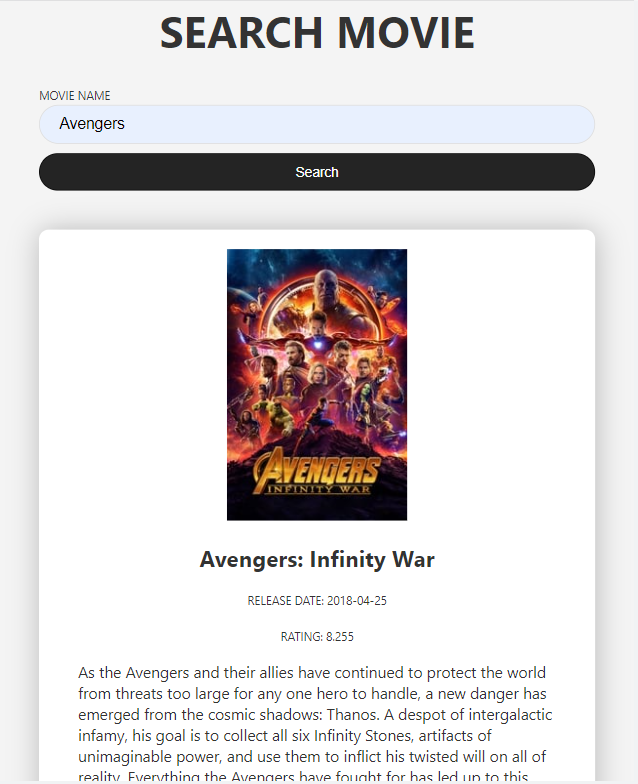 SEARCH MOVIE
MOVIE NAME
Avengers
Search
AVENGERS
INFINITY WAR
Avengers: Infinity War
RELEASE DATE: 2018-04-25
RATING: 8.255
As the Avengers and their allies have continued to protect the world
from threats too large for any one hero to handle, a new danger has
emerged from the cosmic shadows: Thanos. A despot of intergalactic
infamy, his goal is to collect all six Infinity Stones, artifacts of
unimaginable power, and use them to inflict his twisted will on all of
reality. Everything the Avengers have fought for has led up to this